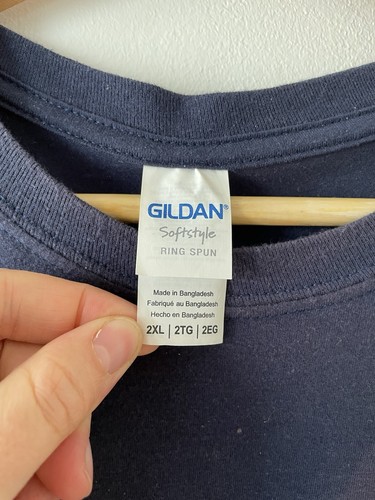 GILDAN®
Softstyle
RING SPUN
Made in Bangladesh
Fabriqué au Bangladesh
Hecho en Bangladesh
2XL | 2TG | 2EG